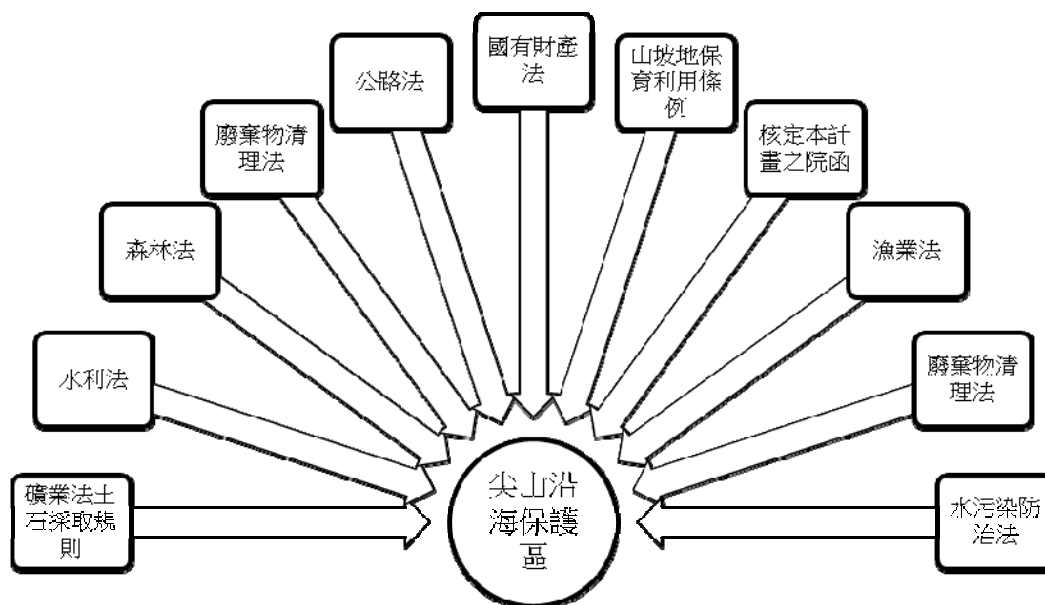 國有財產
法
公路法
山坡地保
育利用條
例
廢棄物清
理法
核定本計
畫之院函
森林法
漁業法
水利法
廢棄物清
理法
礦業法土
石採取規
則
尖山沿
海保護
區
水污染防
治法